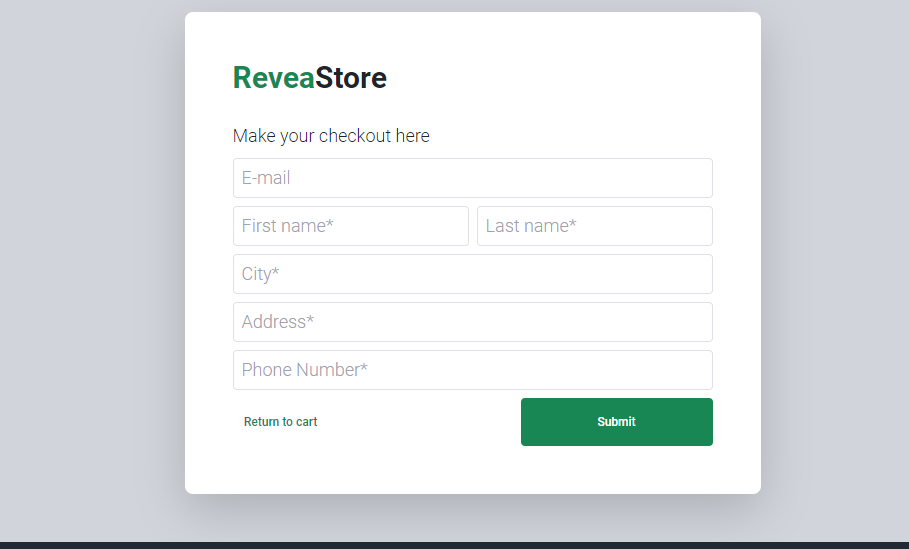 ReveaStore
Make your checkout here
E-mail
First name* Last name*
City*
Address*
Phone Number*
Return to cart Submit